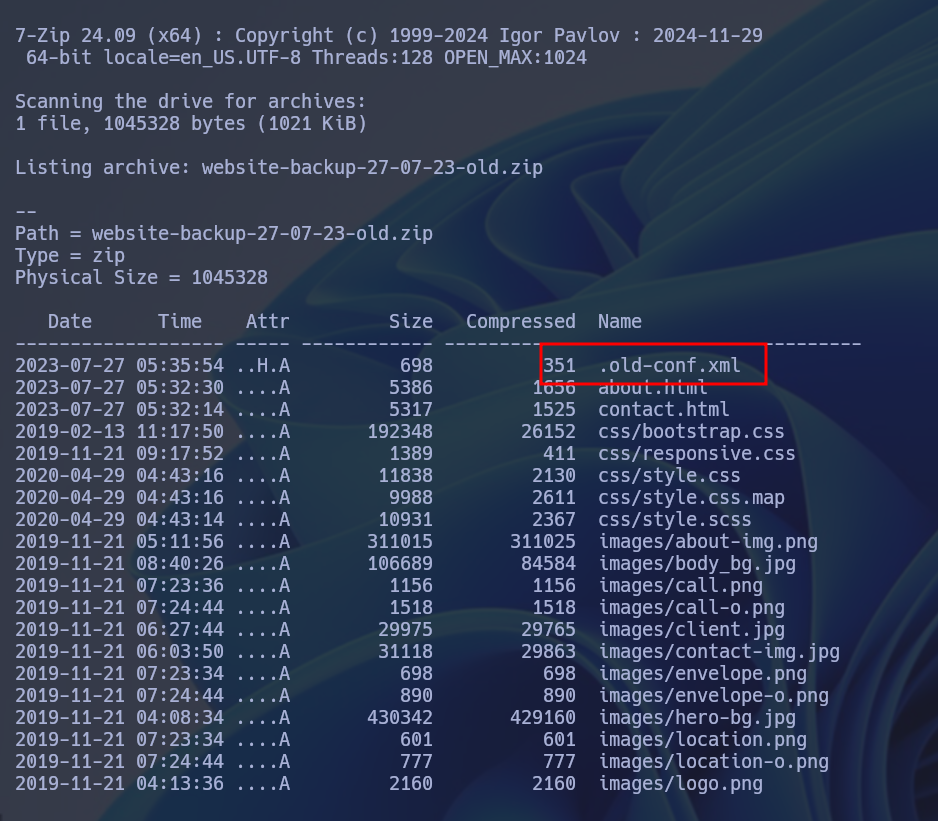 7-Zip 24.09 (x64) : Copyright (c) 1999-2024 Igor Pavlov : 2024-11-29
 64-bit locale=en_US.UTF-8 Threads:128 OPEN_MAX:1024

Scanning the drive for archives:
1 file, 1045328 bytes (1021 KiB)

Listing archive: website-backup-27-07-23-old.zip

--
Path = website-backup-27-07-23-old.zip
Type = zip
Physical Size = 1045328

   Date      Time    Attr         Size   Compressed  Name
------------------- ----- ------------ ------------  ------------------------
2023-07-27 05:35:54 ..H.A          698          351  .old-conf.xml
2023-07-27 05:32:30 ....A         5386         1656  about.html
2023-07-27 05:32:14 ....A         5317         1525  contact.html
2019-02-13 11:17:50 ....A       192348        26152  css/bootstrap.css
2019-11-21 09:17:52 ....A         1389          411  css/responsive.css
2020-04-29 04:43:16 ....A        11838         2130  css/style.css
2020-04-29 04:43:16 ....A         9988         2611  css/style.css.map
2020-04-29 04:43:14 ....A        10931         2367  css/style.scss
2019-11-21 05:11:56 ....A       311015       311025  images/about-img.png
2019-11-21 08:40:26 ....A       106689        84584  images/body_bg.jpg
2019-11-21 07:23:36 ....A         1156         1156  images/call.png
2019-11-21 07:24:44 ....A         1518         1518  images/call-o.png
2019-11-21 06:27:44 ....A        29975        29765  images/client.jpg
2019-11-21 06:03:50 ....A        31118        29863  images/contact-img.jpg
2019-11-21 07:23:34 ....A          698          698  images/envelope.png
2019-11-21 07:24:44 ....A          890          890  images/envelope-o.png
2019-11-21 04:08:34 ....A       430342       429160  images/hero-bg.jpg
2019-11-21 07:23:34 ....A          601          601  images/location.png
2019-11-21 07:24:44 ....A          777          777  images/location-o.png
2019-11-21 04:13:36 ....A         2160         2160  images/logo.png